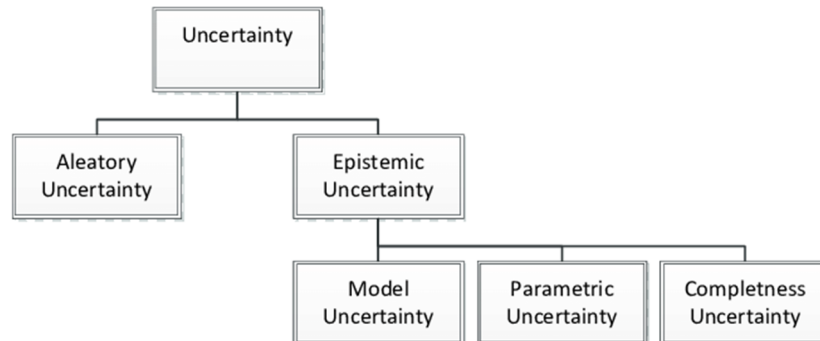 Uncertainty
Aleatory
Uncertainty
Epistemic
Uncertainty
Model
Uncertainty
Parametric
Uncertainty
Completness
Uncertainty